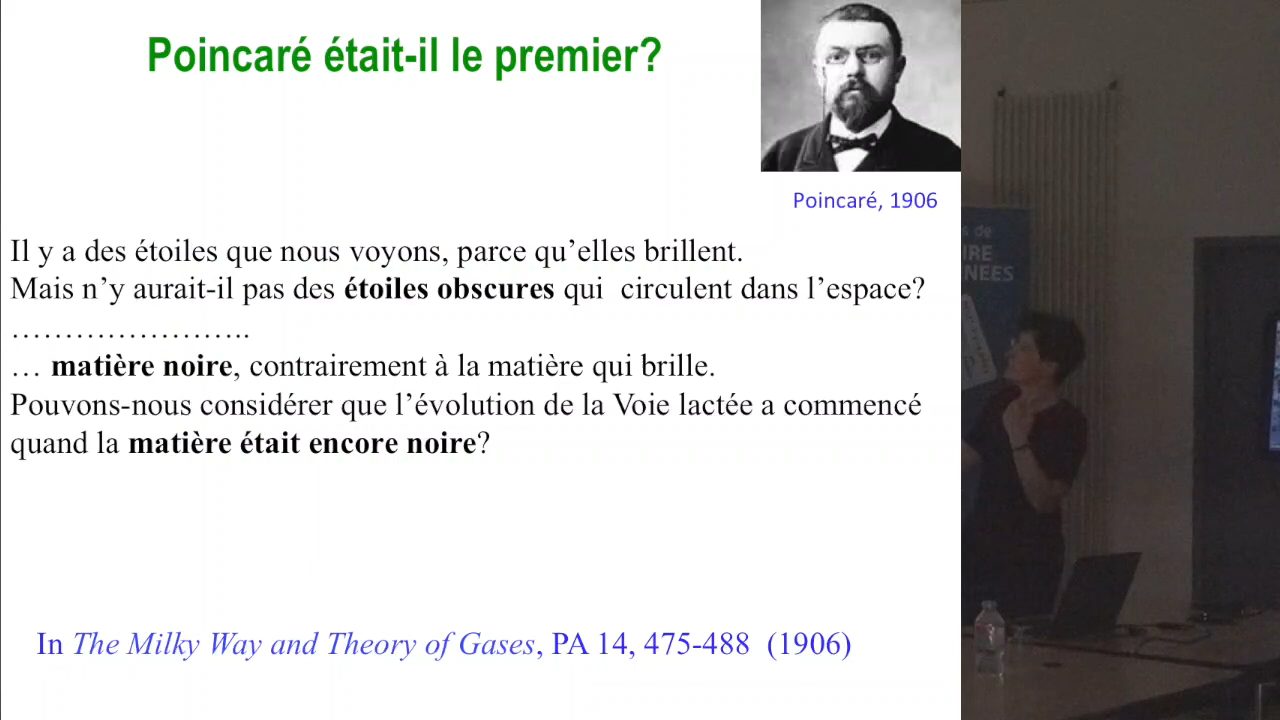 Poincaré était-il le premier?
Poincaré, 1906
Il y a des étoiles que nous voyons, parce qu’elles brillent.
Mais n’y aurait-il pas des étoiles obscures qui circulent dans l’espace?
…………………..
… matière noire, contrairement à la matière qui brille.
Pouvons-nous considérer que l’évolution de la Voie lactée a commencé
quand la matière était encore noire?
In The Milky Way and Theory of Gases, PA 14, 475-488 (1906)
de
IRE
NEES